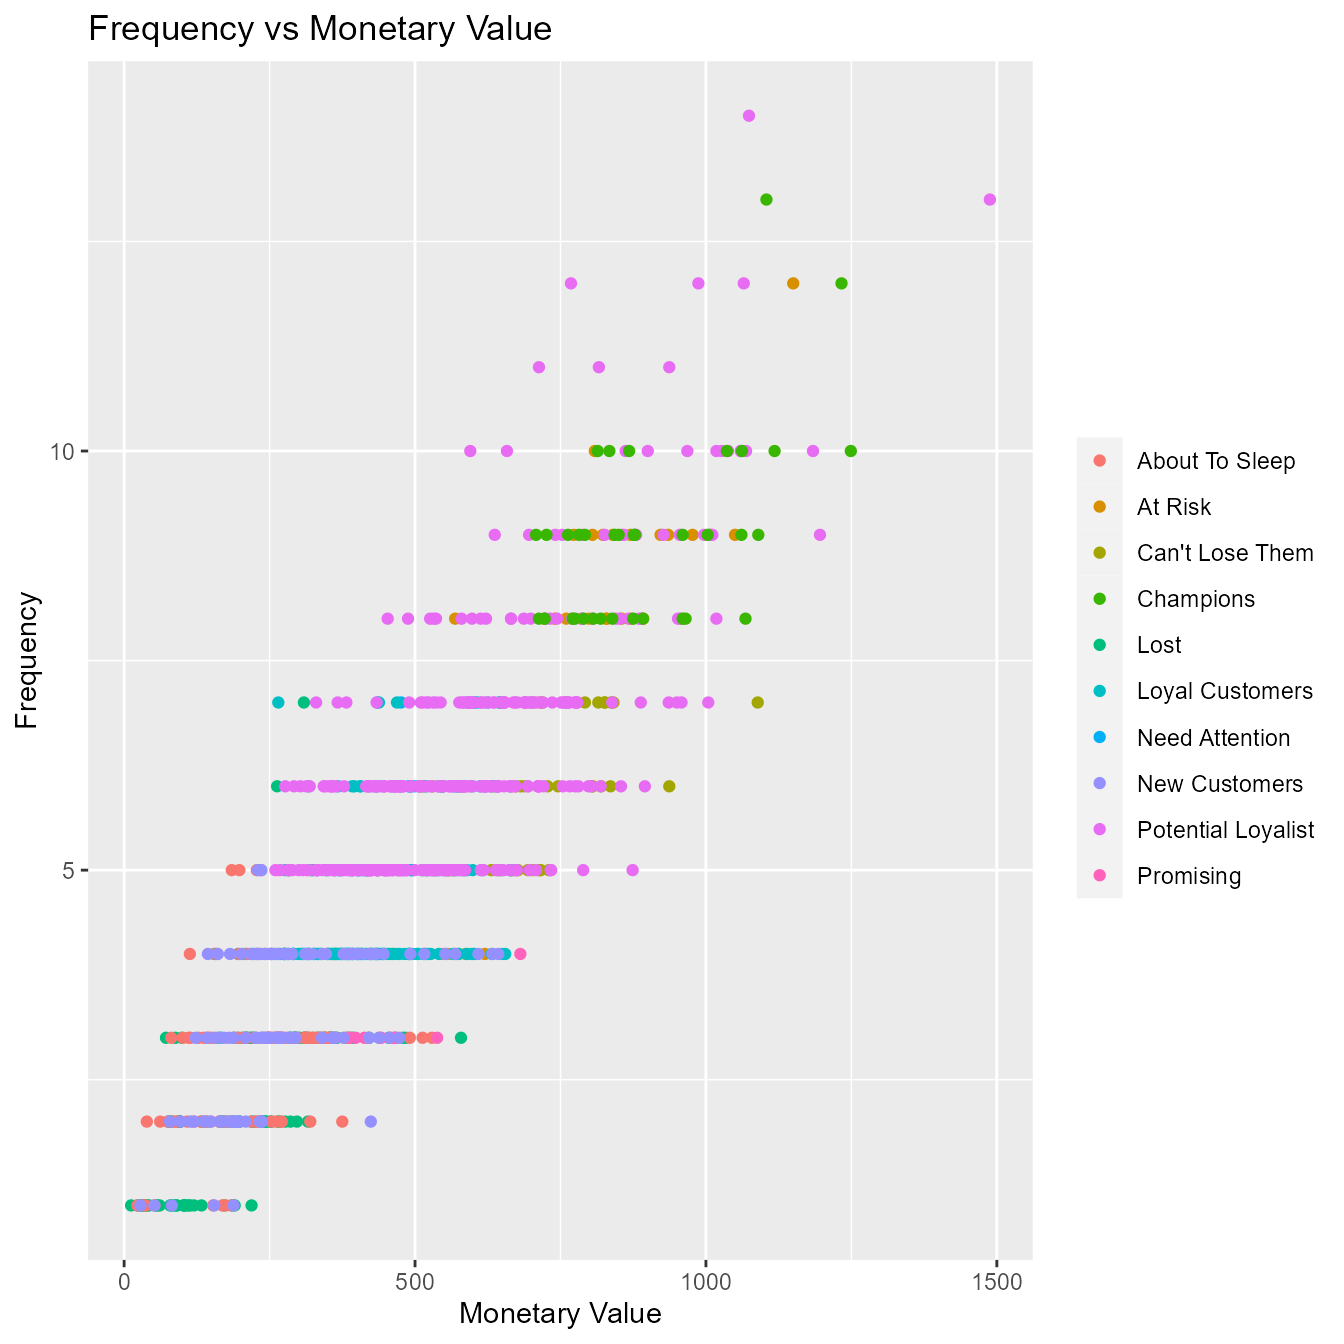 Frequency vs Monetary Value
10
5
Frequency
0
500
1000
1500
Monetary Value
About To Sleep
At Risk
Can't Lose Them
Champions
Lost
Loyal Customers
Need Attention
New Customers
Potential Loyalist
Promising